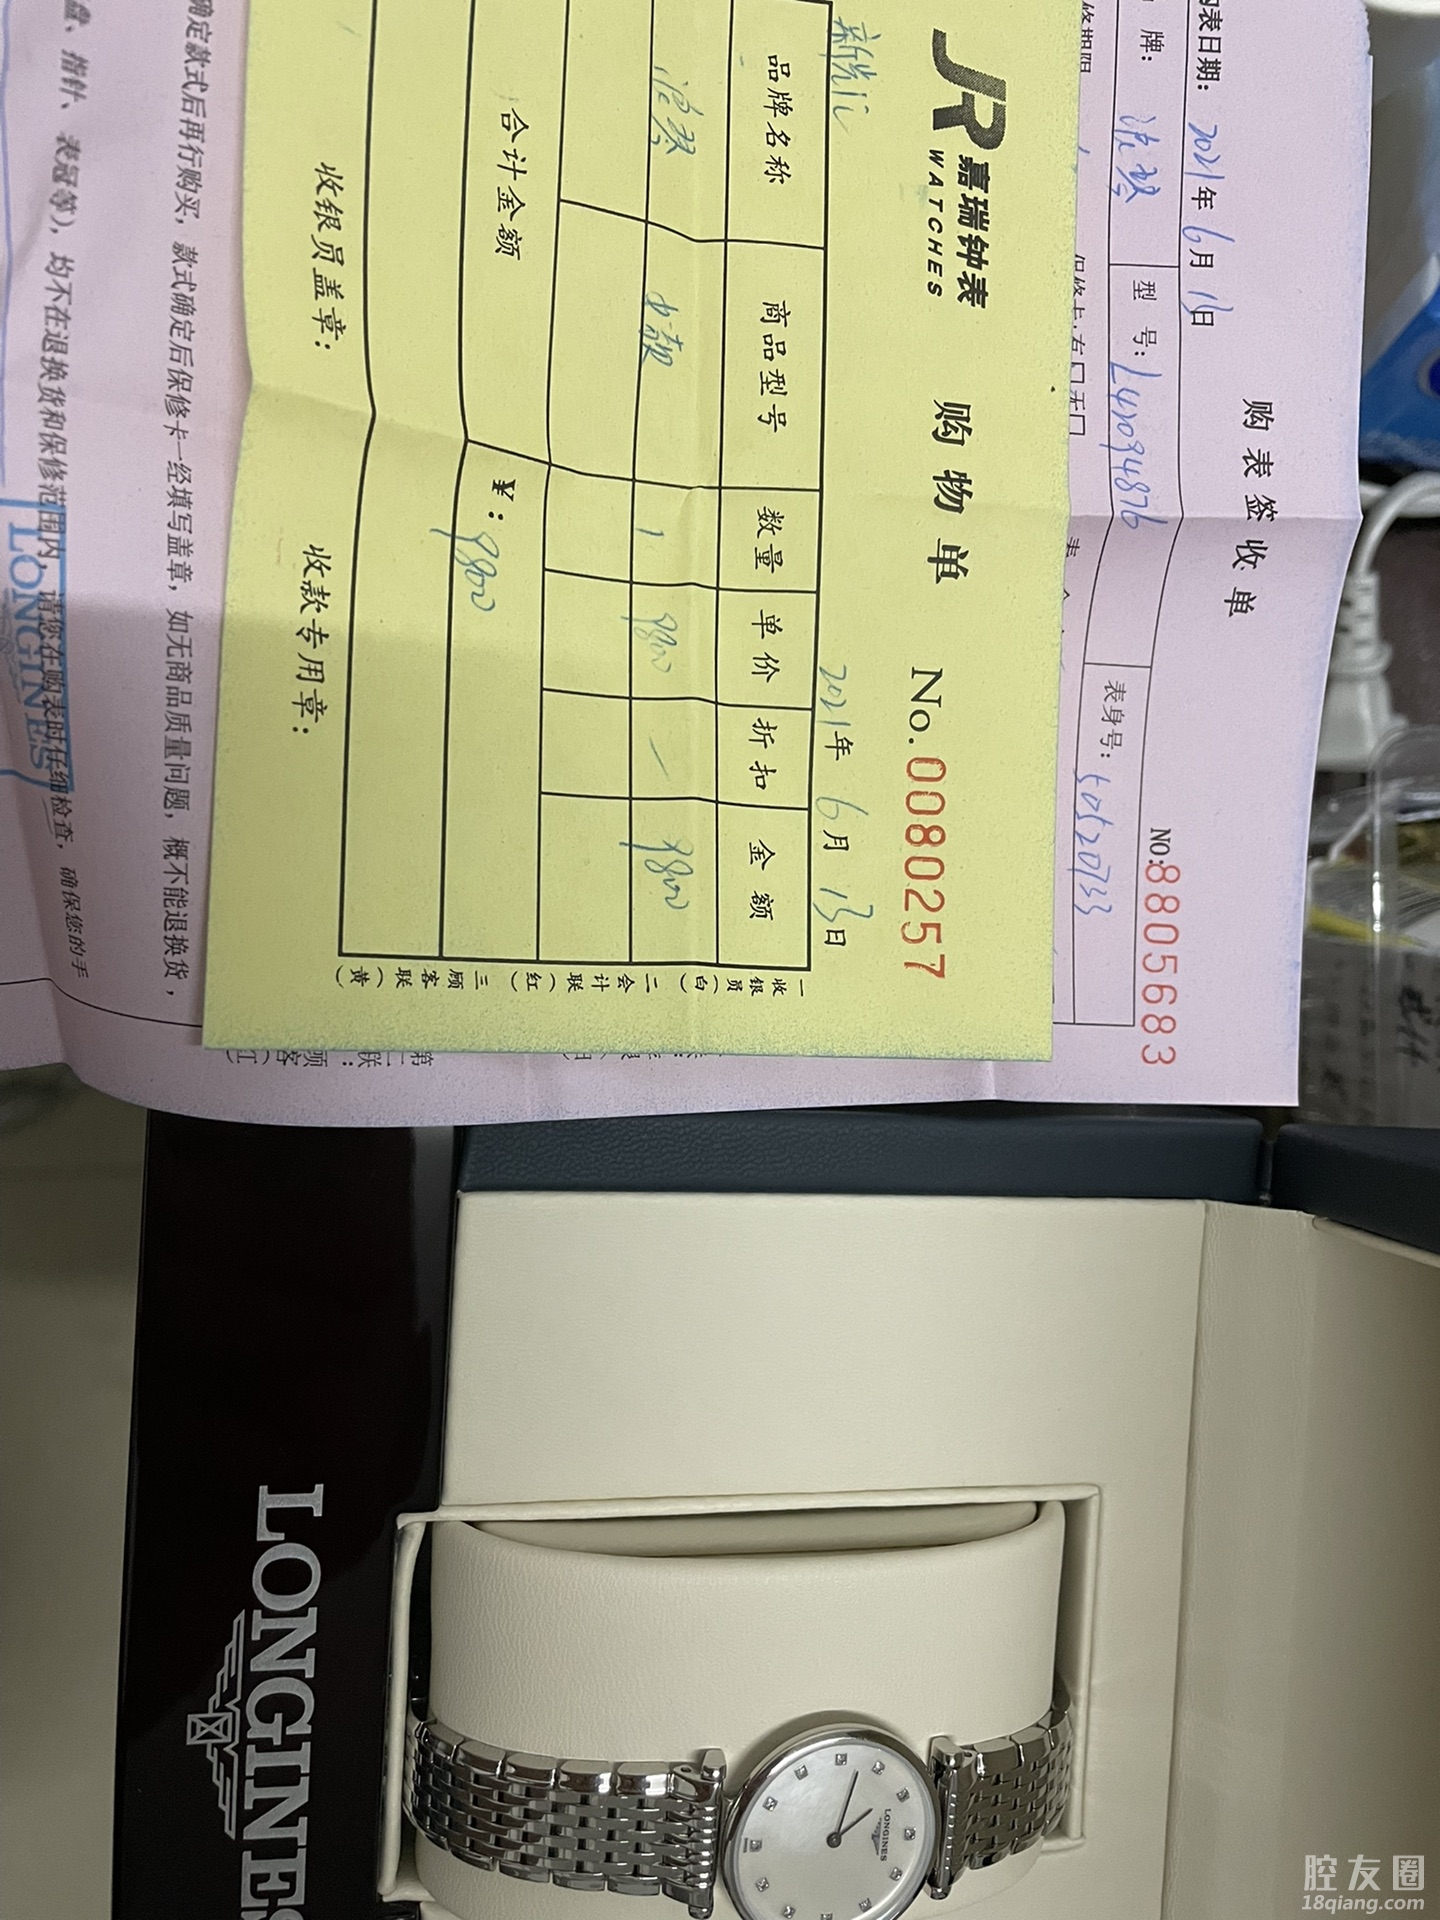 购表签收单
NO:8805683
表日期: 2021年6月13日
牌: 浪琴
型号: L42094876
表身号: 50520733
JR 嘉瑞钟表
WATCHES
购物单
No.0080257
2021年6月13日
品牌名称 商品型号 数量 单价 折扣 金额
浪琴 女款 1 9800 — 9800
合计金额 ¥: 9800
收银员盖章: 收款专用章:
一收银员(白) 二会计联(红) 三顾客联(黄)
确定款式后再行购买, 款式确定后保修卡一经填写盖章, 如无商品质量问题, 概不能退换货,
盘、指针、表冠等), 均不在退换货和保修范围内, 请您在购表时仔细检查, 确保您的手
LONGINES
LONGINES
LONGINES
腔友圈
18qiang.com